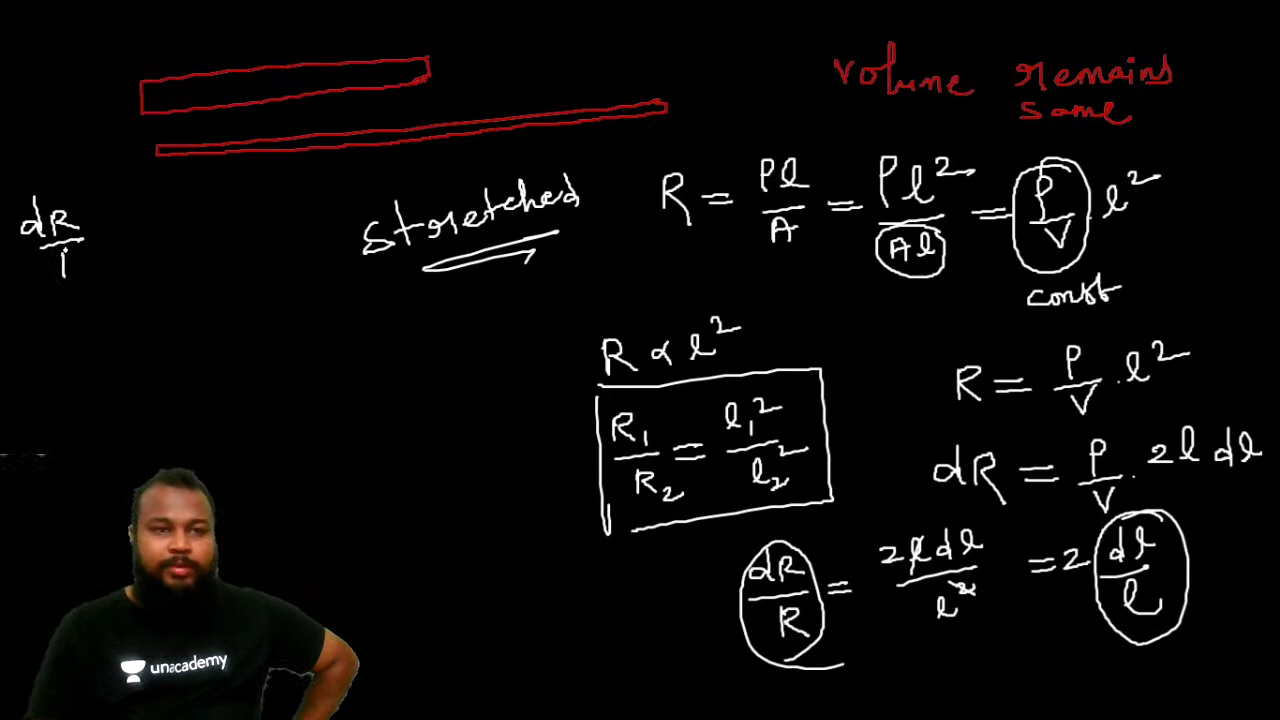 volume remains
same
R = ρl/A = ρl²/Al = ρ/V · l²
const
stretched
dR/
R ∝ l²
R₁/R₂ = l₁²/l₂²
R = ρ/V · l²
dR = ρ/V · 2l dl
dR/R = 2l dl/l² = 2 dl/l
unacademy